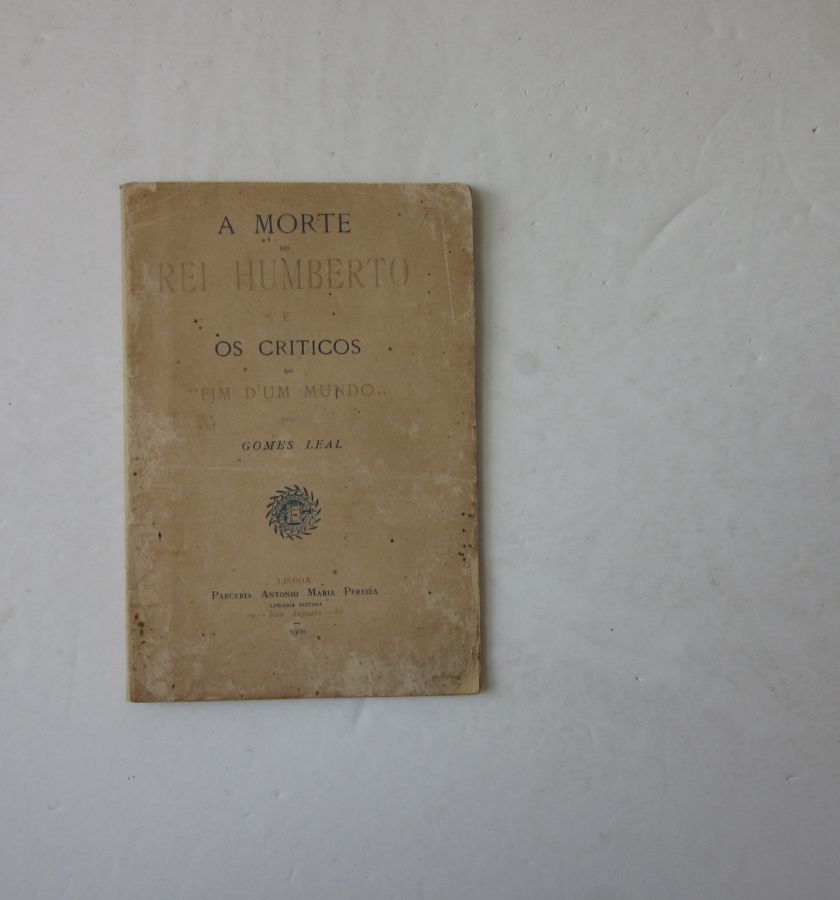 A MORTE
DO
REI HUMBERTO
E
OS CRITICOS
DO
"FIM D'UM MUNDO"
POR
GOMES LEAL
LISBOA
PARCERIA ANTONIO MARIA PEREIRA
LIVRARIA EDITORA
Rua Augusta
1900